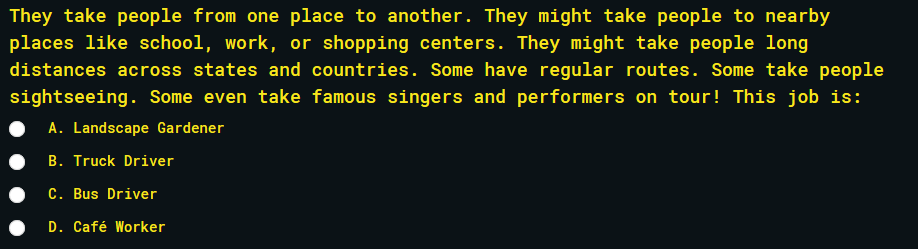 They take people from one place to another. They might take people to nearby
places like school, work, or shopping centers. They might take people long
distances across states and countries. Some have regular routes. Some take people
sightseeing. Some even take famous singers and performers on tour! This job is:
A. Landscape Gardener
B. Truck Driver
C. Bus Driver
D. Café Worker